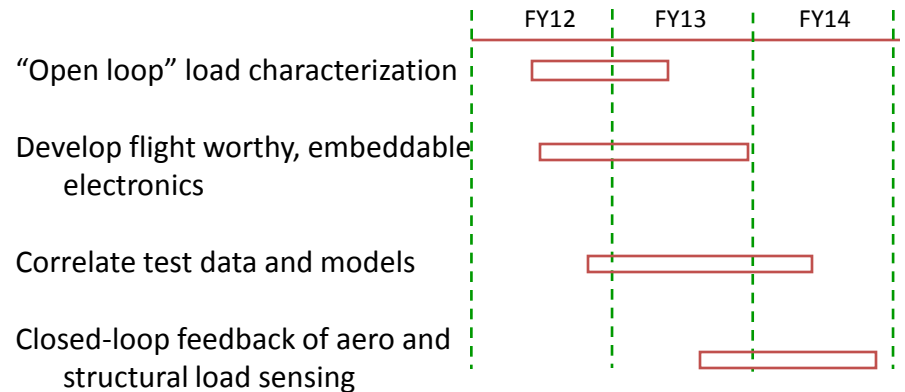 FY12 FY13 FY14
“Open loop” load characterization
Develop flight worthy, embeddable
electronics
Correlate test data and models
Closed-loop feedback of aero and
structural load sensing